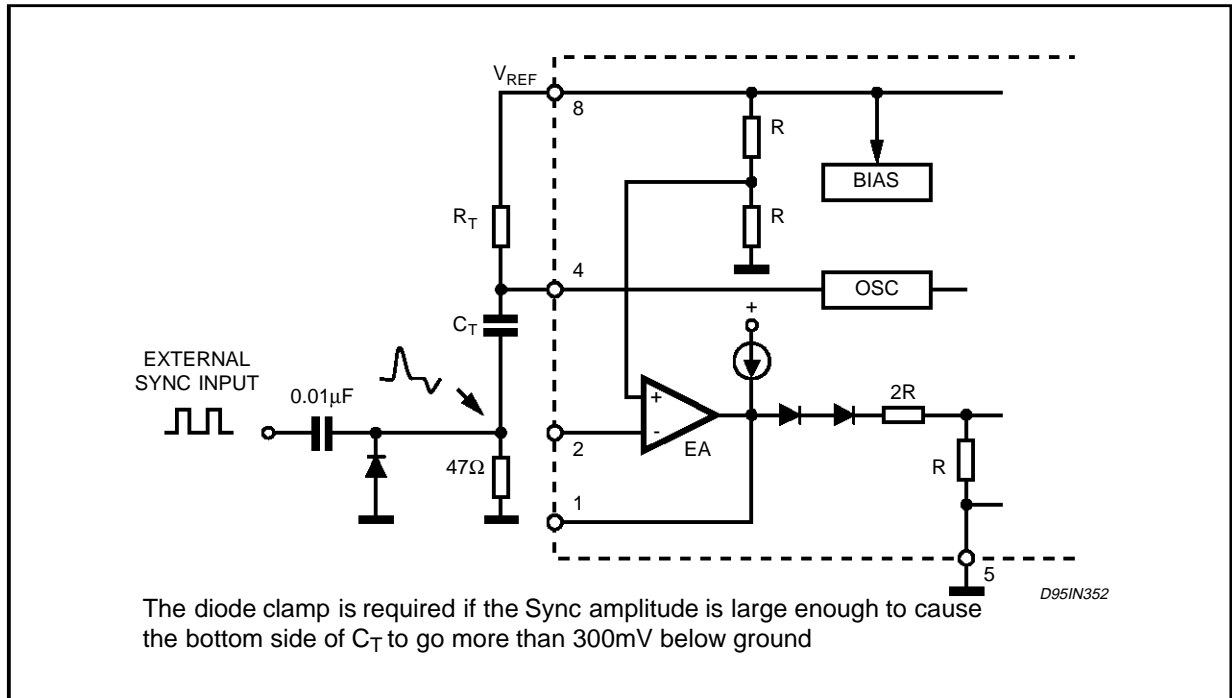 VREF
8
R
BIAS
R
RT
4
OSC
CT
+
EXTERNAL
SYNC INPUT
0.01μF
2R
+
-
EA
2
47Ω
R
1
5
D95IN352
The diode clamp is required if the Sync amplitude is large enough to cause
the bottom side of CT to go more than 300mV below ground